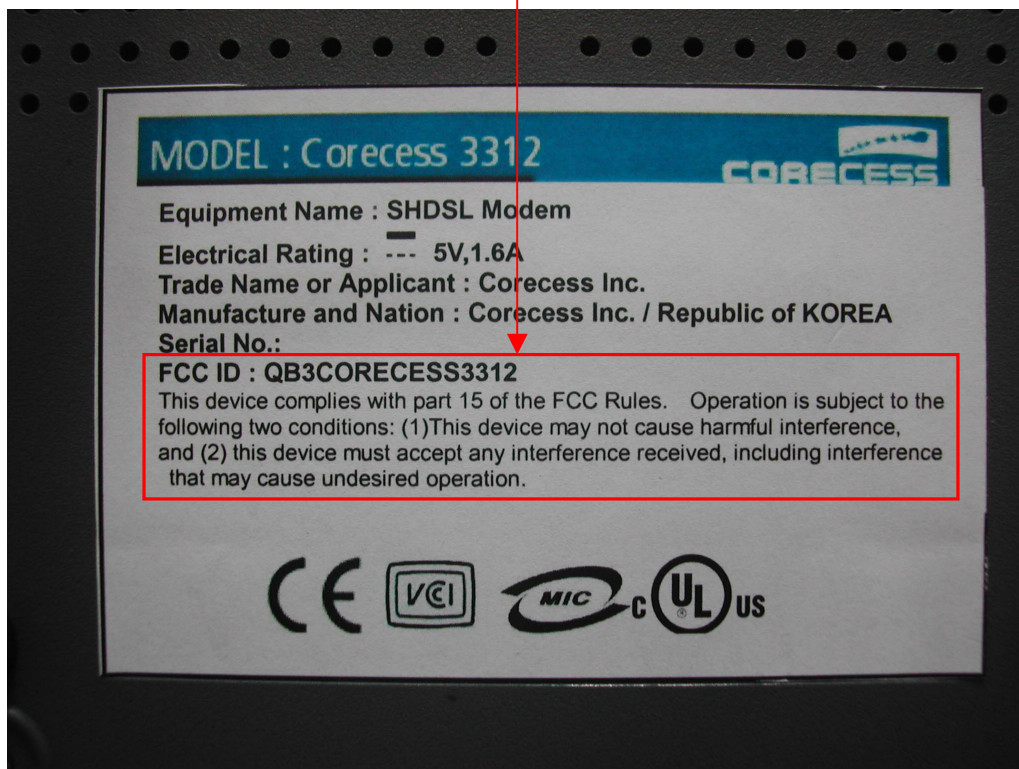 MODEL : Corecess 3312
CORECESS
Equipment Name : SHDSL Modem
Electrical Rating : --- 5V,1.6A
Trade Name or Applicant : Corecess Inc.
Manufacture and Nation : Corecess Inc. / Republic of KOREA
Serial No.:
FCC ID : QB3CORECESS3312
This device complies with part 15 of the FCC Rules. Operation is subject to the
following two conditions: (1)This device may not cause harmful interference,
and (2) this device must accept any interference received, including interference
that may cause undesired operation.
CE VCI MIC C UL ® US